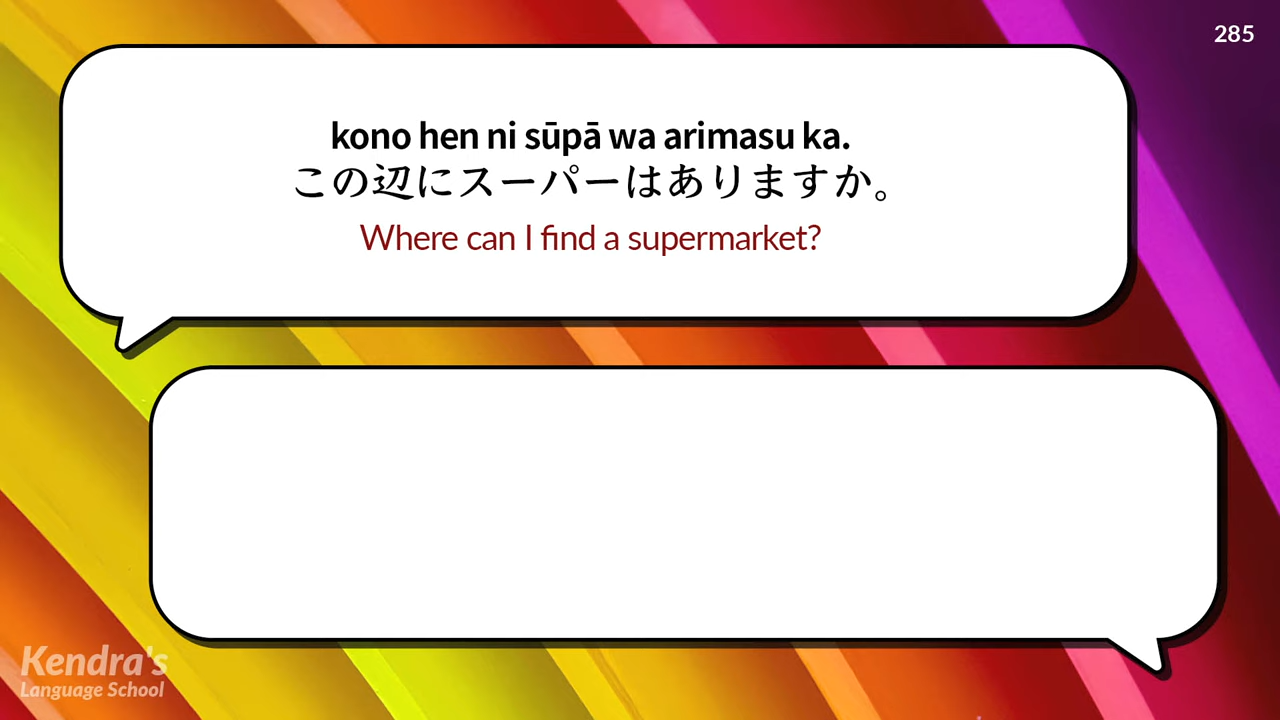 285
kono hen ni sūpā wa arimasu ka.
この辺にスーパーはありますか。
Where can I find a supermarket?
Kendra's
Language School